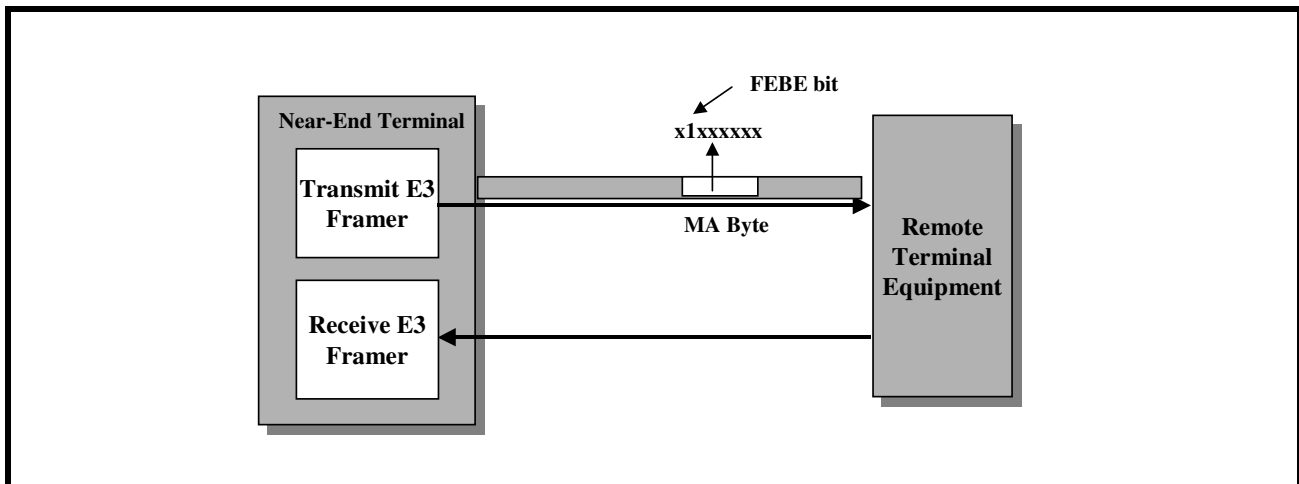 FEBE bit
Near-End Terminal
x1xxxxxx
Transmit E3
Framer
MA Byte
Remote
Terminal
Equipment
Receive E3
Framer